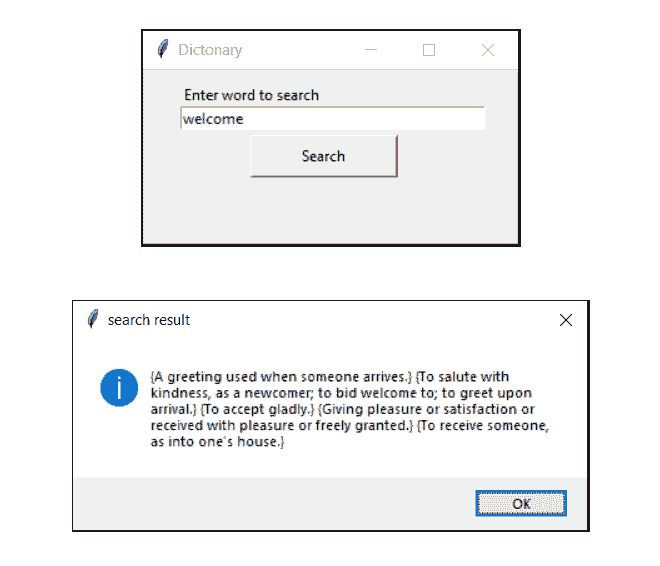 Dictonary
Enter word to search
welcome
Search
search result
{A greeting used when someone arrives.} {To salute with
kindness, as a newcomer; to bid welcome to; to greet upon
arrival.} {To accept gladly.} {Giving pleasure or satisfaction or
received with pleasure or freely granted.} {To receive someone,
as into one's house.}
OK